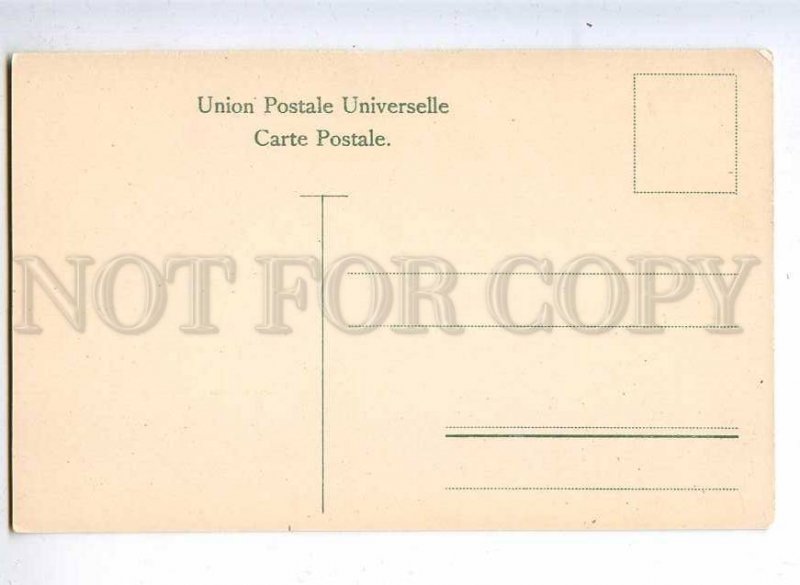 Union Postale Universelle
Carte Postale.
NOT FOR COPY